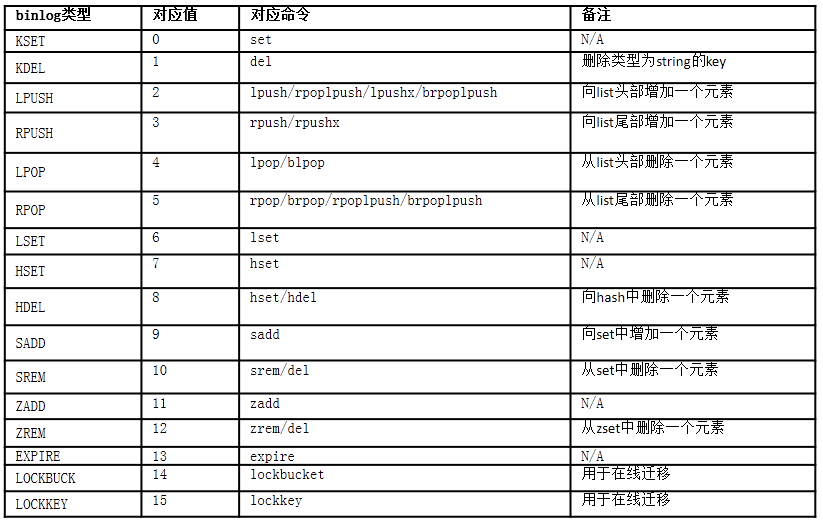 binlog类型 对应值 对应命令 备注
KSET 0 set N/A
KDEL 1 del 删除类型为string的key
LPUSH 2 lpush/rpoplpush/lpushx/brpoplpush 向list头部增加一个元素
RPUSH 3 rpush/rpushx 向list尾部增加一个元素
LPOP 4 lpop/blpop 从list头部删除一个元素
RPOP 5 rpop/brpop/rpoplpush/brpoplpush 从list尾部删除一个元素
LSET 6 lset N/A
HSET 7 hset N/A
HDEL 8 hset/hdel 向hash中删除一个元素
SADD 9 sadd 向set中增加一个元素
SREM 10 srem/del 从set中删除一个元素
ZADD 11 zadd N/A
ZREM 12 zrem/del 从zset中删除一个元素
EXPIRE 13 expire N/A
LOCKBUCK 14 lockbucket 用于在线迁移
LOCKKEY 15 lockkey 用于在线迁移